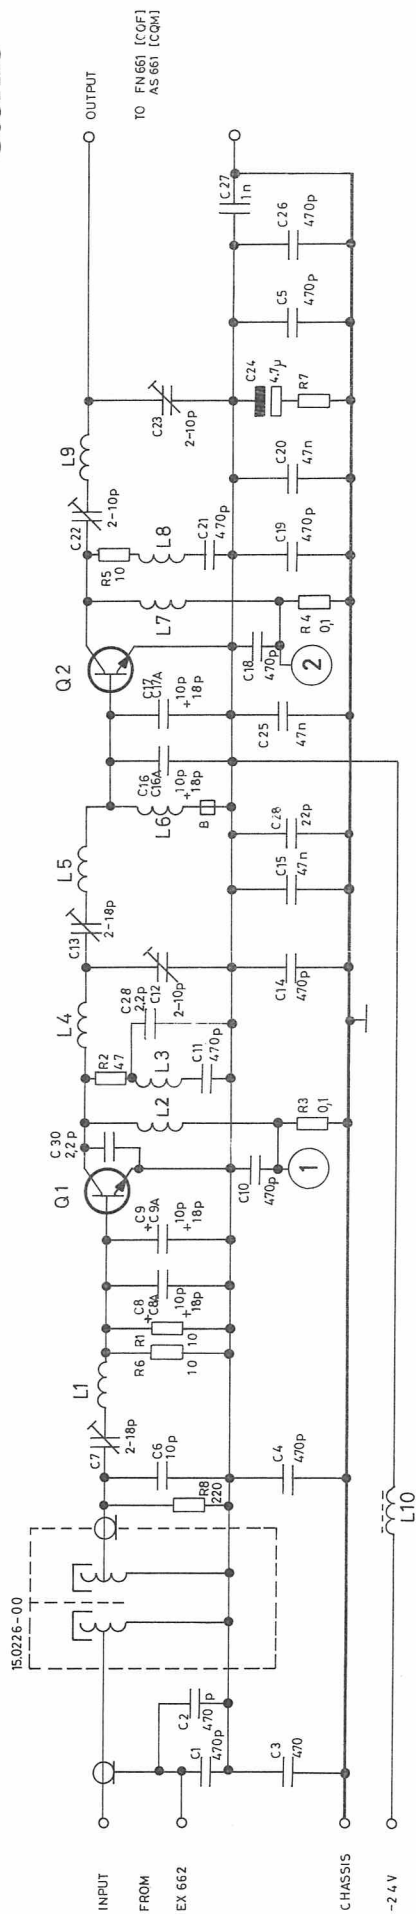 15.0226-00
INPUT
FROM
EX 662
CHASSIS
-24V
C2
470 p
C1
470p
C3
470
R8
220
C6
10p
C4
470p
C7
2-18p
L1
R6
10
R1
10
C8
+C8A
10p
+18p
C9
+C9A
10p
+18p
Q1
C30
2,2p
C10
470p
1
R3
0,1
L2
L3
R2
47
C28
2,2p
C11
470p
L4
C12
2-10p
C14
470p
C13
2-18p
L5
C15
47n
C28
22p
L6
B
C16
C16A
10p
+18p
C17
C17A
10p
+18p
C25
47n
Q2
C18
470p
2
R4
0,1
L7
L8
R5
10
C21
470p
C19
470p
C20
47n
C22
2-10p
L9
C23
2-10p
C24
4.7µ
R7
C5
470p
C26
470p
C27
1n
L10
OUTPUT
TO FN661 [CQF]
AS661 [CQM]